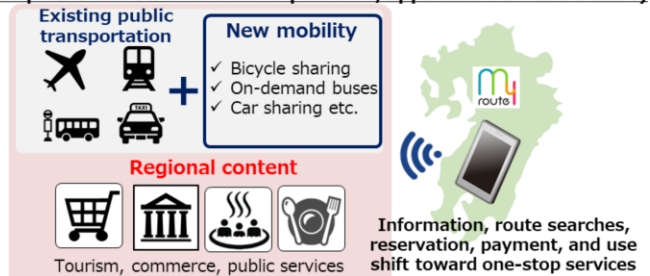 Existing public
transportation
TAXI
+
New mobility
✓ Bicycle sharing
✓ On-demand buses
✓ Car sharing etc.
my
route
Regional content
Tourism, commerce, public services
Information, route searches,
reservation, payment, and use
shift toward one-stop services